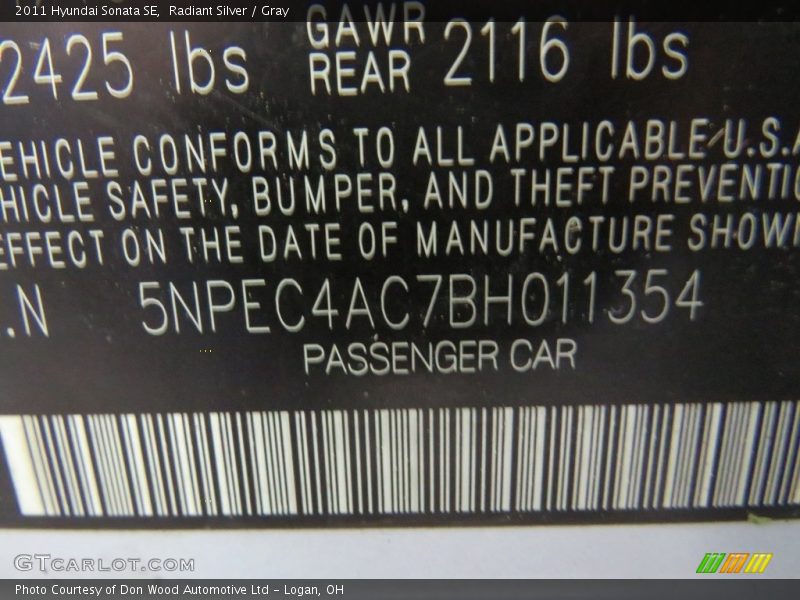 2011 Hyundai Sonata SE, Radiant Silver / Gray
2425 lbs GAWR REAR 2116 lbs
EHICLE CONFORMS TO ALL APPLICABLE U.S.A
HICLE SAFETY, BUMPER, AND THEFT PREVENTIO
EFFECT ON THE DATE OF MANUFACTURE SHOWN
.N 5NPEC4AC7BH011354
PASSENGER CAR
GTCARLOT.COM
Photo Courtesy of Don Wood Automotive Ltd - Logan, OH